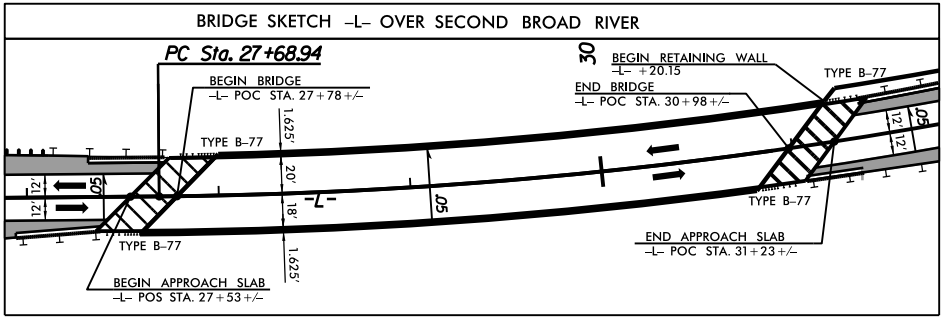 BRIDGE SKETCH -L- OVER SECOND BROAD RIVER
PC Sta. 27+68.94
30
BEGIN RETAINING WALL
-L- +20.15
TYPE B-77
BEGIN BRIDGE
-L- POC STA. 27+78+/-
END BRIDGE
-L- POC STA. 30+98+/-
TYPE B-77
1.625'
20'
18'
1.625'
12'
12'
.05
-L-
.05
12'
12'
.05
TYPE B-77
TYPE B-77
END APPROACH SLAB
-L- POC STA. 31+23+/-
BEGIN APPROACH SLAB
-L- POS STA. 27+53+/-